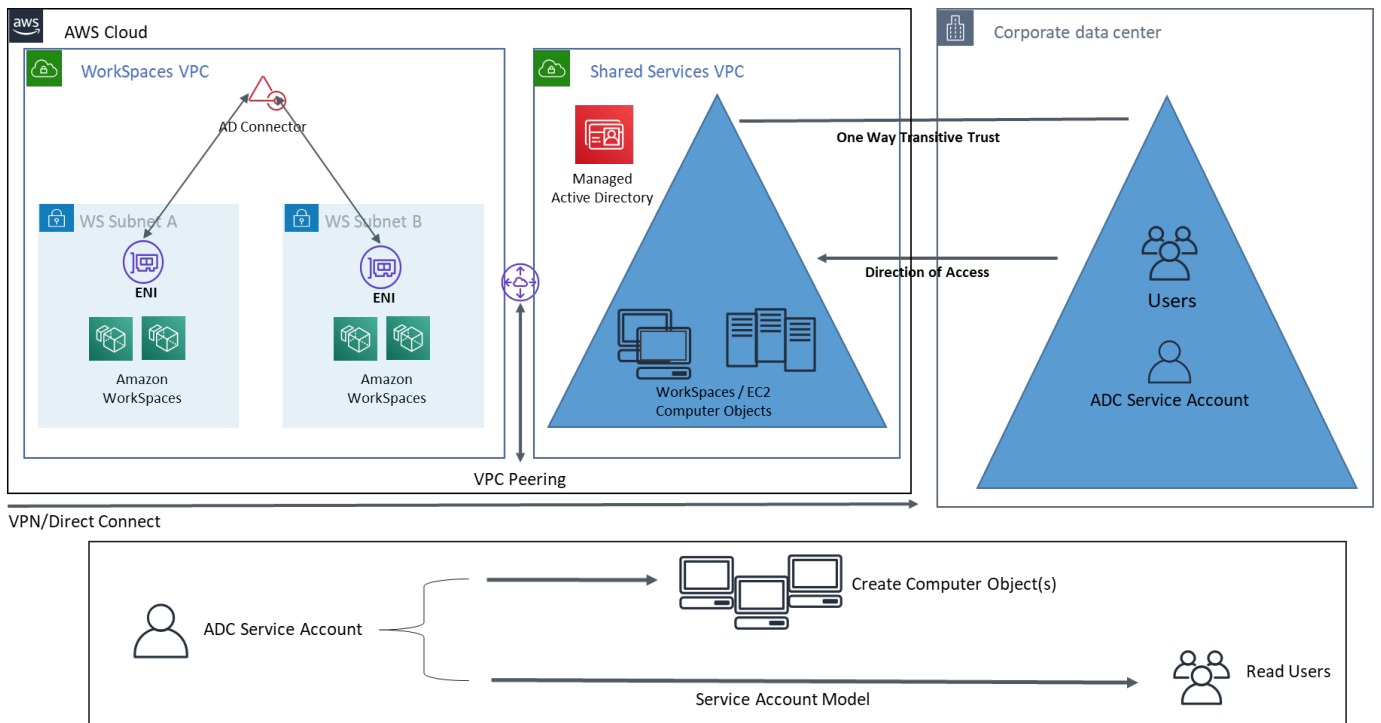 aws
AWS Cloud
WorkSpaces VPC
AD Connector
WS Subnet A
ENI
Amazon
WorkSpaces
WS Subnet B
ENI
Amazon
WorkSpaces
Shared Services VPC
Managed
Active Directory
WorkSpaces / EC2
Computer Objects
VPC Peering
Corporate data center
One Way Transitive Trust
Direction of Access
Users
ADC Service Account
VPN/Direct Connect
ADC Service Account
Create Computer Object(s)
Read Users
Service Account Model